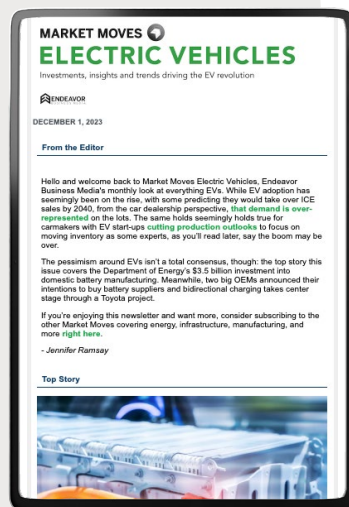 MARKET MOVES
ELECTRIC VEHICLES
Investments, insights and trends driving the EV revolution
ENDEAVOR
DECEMBER 1, 2023
From the Editor
Hello and welcome back to Market Moves Electric Vehicles, Endeavor
Business Media's monthly look at everything EVs. While EV adoption has
seemingly been on the rise, with some predicting they would take over ICE
sales by 2040, from the car dealership perspective, that demand is over-
represented on the lots. The same holds seemingly holds true for
carmakers with EV start-ups cutting production outlooks to focus on
moving inventory as some experts, as you'll read later, say the boom may be
over.
The pessimism around EVs isn't a total consensus, though: the top story this
issue covers the Department of Energy's $3.5 billion investment into
domestic battery manufacturing. Meanwhile, two big OEMs announced their
intentions to buy battery suppliers and bidirectional charging takes center
stage through a Toyota project.
If you're enjoying this newsletter and want more, consider subscribing to the
other Market Moves covering energy, infrastructure, manufacturing, and
more right here.
- Jennifer Ramsay
Top Story